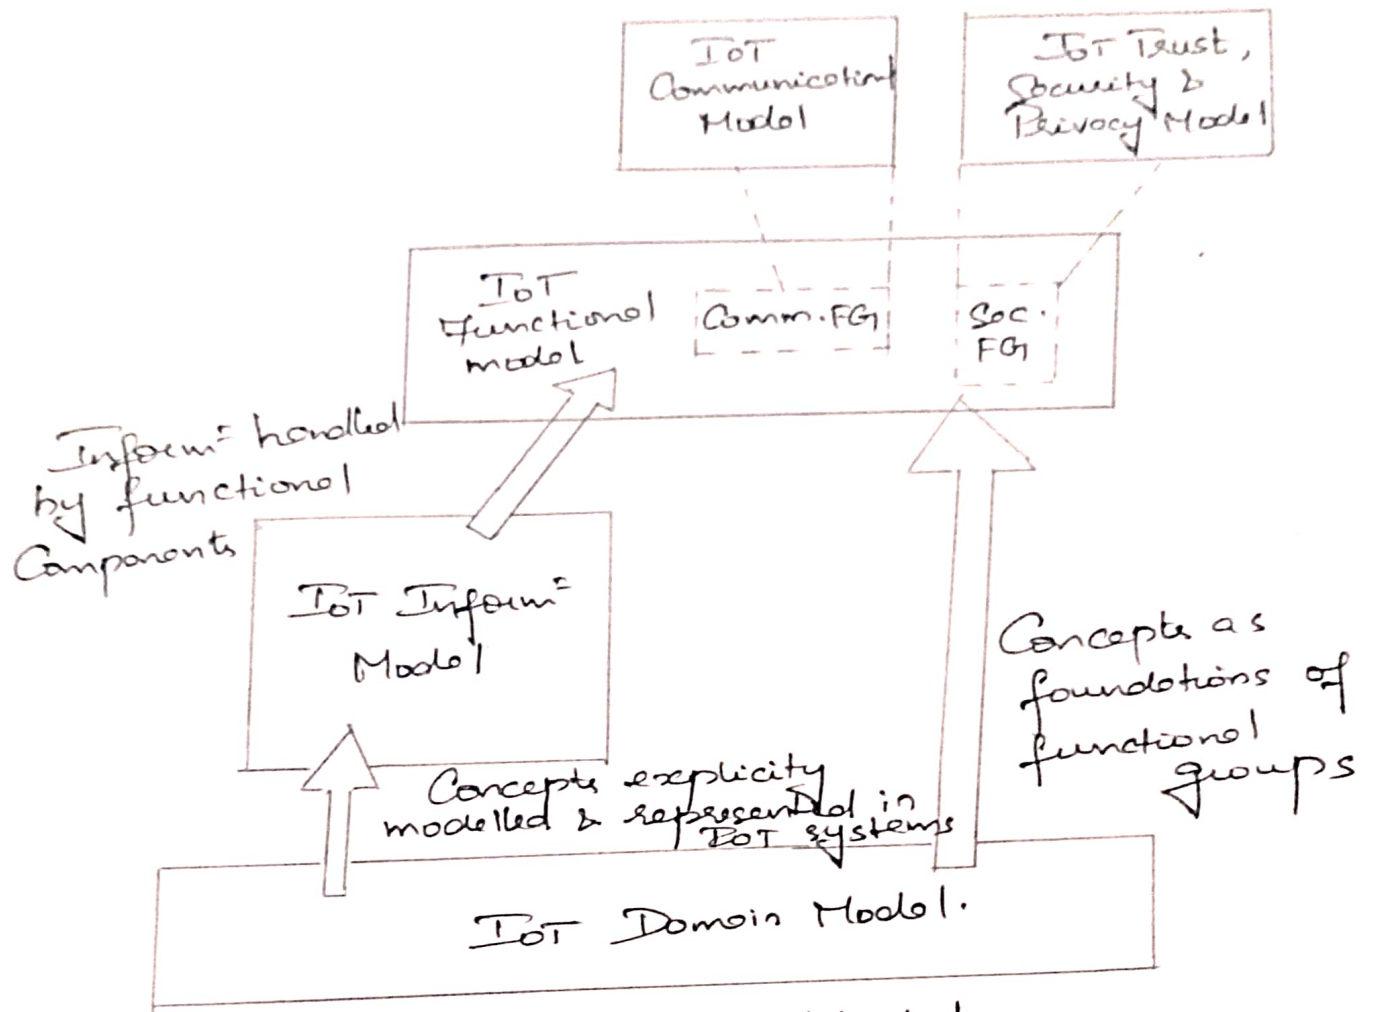 IoT
Communication
Model
IoT Trust,
Security &
Privacy Model
IoT
Functional
model
Comm.FG
Sec.
FG
Inform= handled
by functional
Components
IoT Inform=
Model
Concepts as
foundations of
functional
groups
Concepts explicity
modelled & represented in
IoT systems
IoT Domain Model.